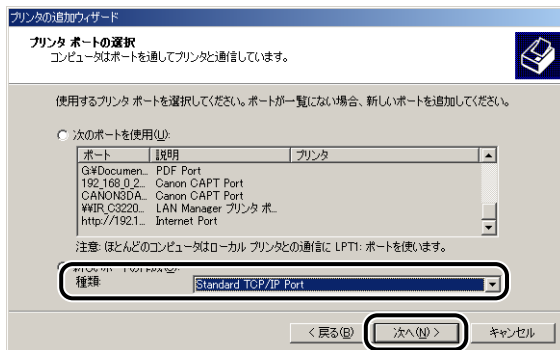 プリンタの追加ウィザード
プリンタ ポートの選択
コンピュータはポートを通してプリンタと通信しています。
使用するプリンタ ポートを選択してください。ポートが一覧にない場合、新しいポートを追加してください。
次のポートを使用(U):
ポート 説明 プリンタ
G:¥Documen... PDF Port
192_168_0_2... Canon CAPT Port
CANON3DA... Canon CAPT Port
¥¥IR_C3220... LAN Manager プリンタ ポ...
http://192.1... Internet Port
注意: ほとんどのコンピュータはローカル プリンタとの通信に LPT1: ポートを使います。
種類: Standard TCP/IP Port
< 戻る(B) 次へ(N) > キャンセル